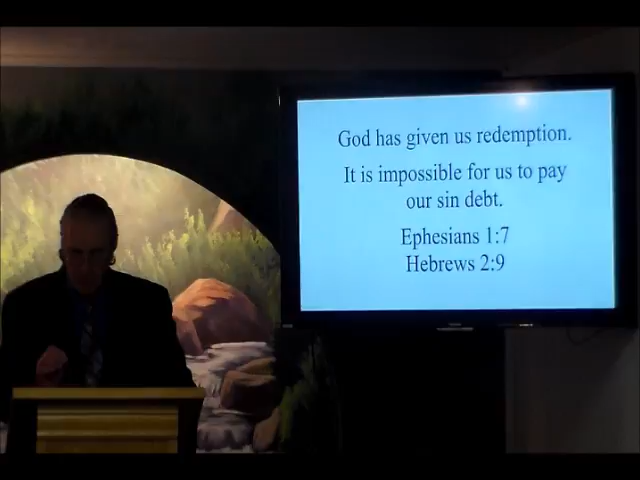 God has given us redemption.
It is impossible for us to pay
our sin debt.
Ephesians 1:7
Hebrews 2:9